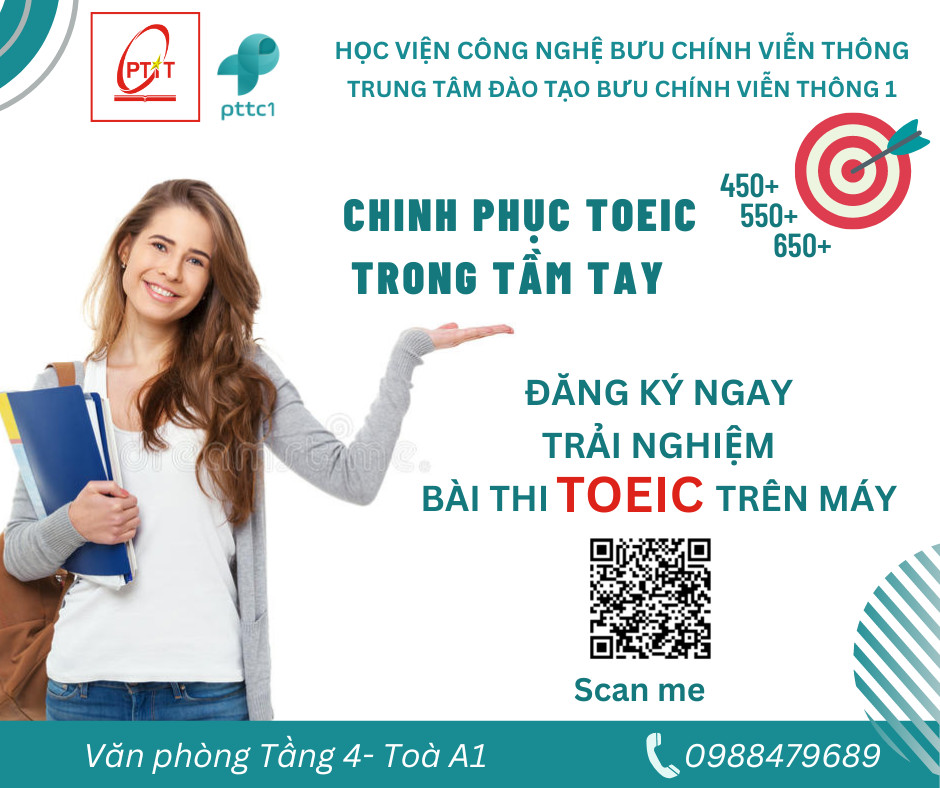 PTIT
pttc1
HỌC VIỆN CÔNG NGHỆ BƯU CHÍNH VIỄN THÔNG
TRUNG TÂM ĐÀO TẠO BƯU CHÍNH VIỄN THÔNG 1
450+
550+
650+
CHINH PHỤC TOEIC
TRONG TẦM TAY
ĐĂNG KÝ NGAY
TRẢI NGHIỆM
BÀI THI TOEIC TRÊN MÁY
dreamstime.
Scan me
Văn phòng Tầng 4- Toà A1
0988479689